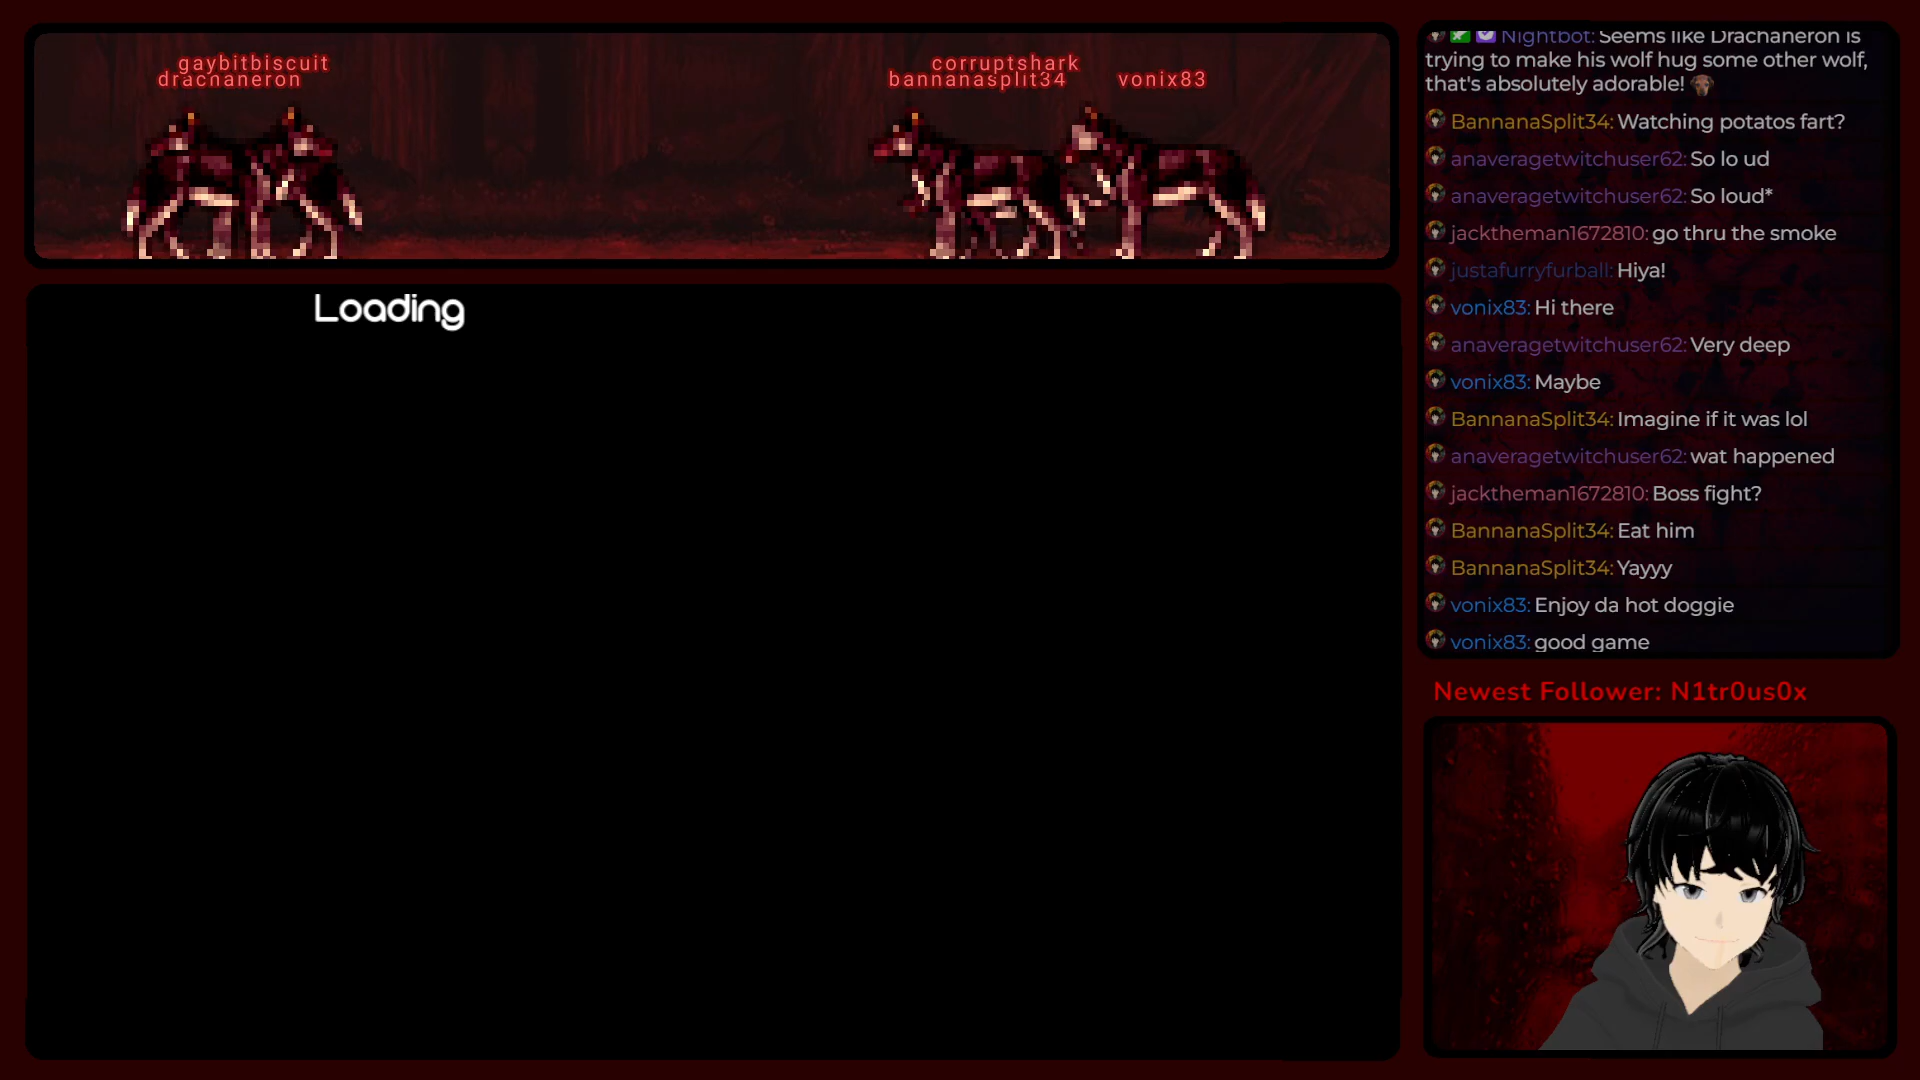 gaybitbiscuit
drachaneron
corruptshark
bannanasplit34
vonix83
Loading
Nightbot: Seems like Drachaneron is
trying to make his wolf hug some other wolf,
that's absolutely adorable!
BannanaSplit34: Watching potatos fart?
anaveragetwitchuser62: So lo ud
anaveragetwitchuser62: So loud*
jacktheman1672810: go thru the smoke
justafurryfurball: Hiya!
vonix83: Hi there
anaveragetwitchuser62: Very deep
vonix83: Maybe
BannanaSplit34: Imagine if it was lol
anaveragetwitchuser62: wat happened
jacktheman1672810: Boss fight?
BannanaSplit34: Eat him
BannanaSplit34: Yayyy
vonix83: Enjoy da hot doggie
vonix83: good game
Newest Follower: N1tr0us0x